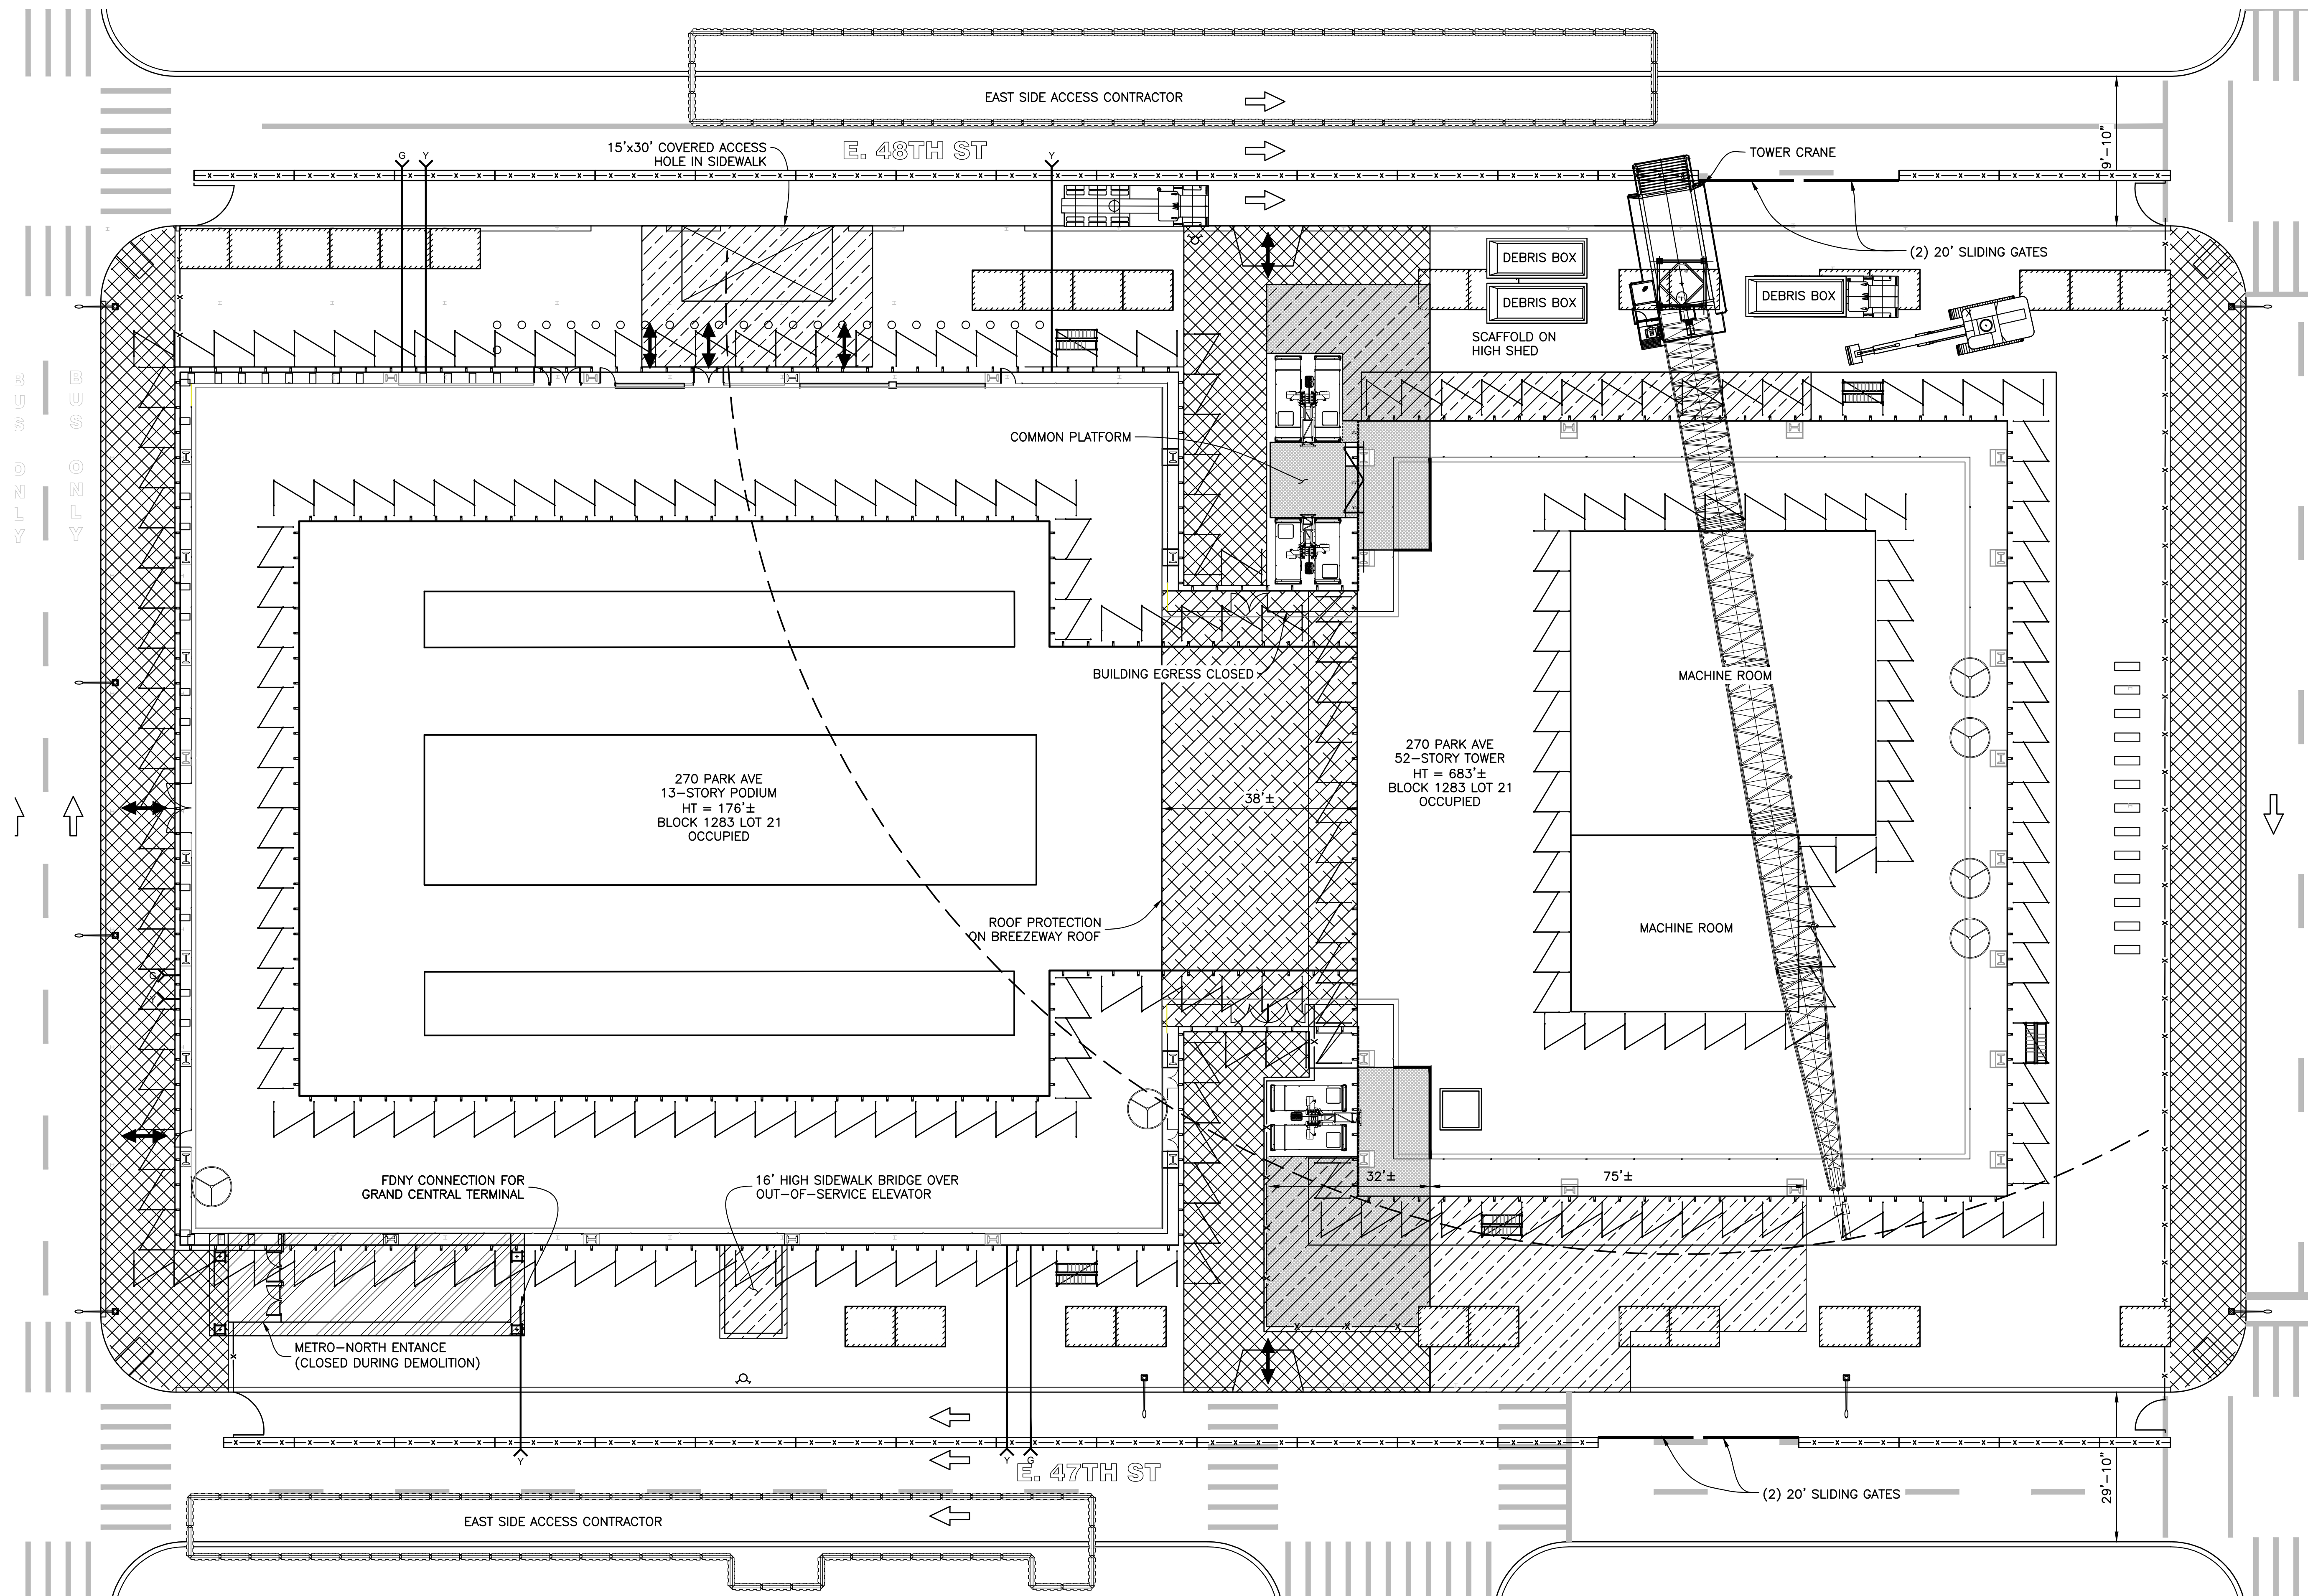 EAST SIDE ACCESS CONTRACTOR
E. 48TH ST
15'x30' COVERED ACCESS
HOLE IN SIDEWALK
G
Y
Y
TOWER CRANE
9'-10"
(2) 20' SLIDING GATES
DEBRIS BOX
DEBRIS BOX
DEBRIS BOX
SCAFFOLD ON
HIGH SHED
BUS ONLY
BUS ONLY
COMMON PLATFORM
BUILDING EGRESS CLOSED
MACHINE ROOM
270 PARK AVE
13-STORY PODIUM
HT = 176'±
BLOCK 1283 LOT 21
OCCUPIED
38'±
270 PARK AVE
52-STORY TOWER
HT = 683'±
BLOCK 1283 LOT 21
OCCUPIED
ROOF PROTECTION
ON BREEZEWAY ROOF
MACHINE ROOM
G
Y
FDNY CONNECTION FOR
GRAND CENTRAL TERMINAL
16' HIGH SIDEWALK BRIDGE OVER
OUT-OF-SERVICE ELEVATOR
32'±
75'±
METRO-NORTH ENTANCE
(CLOSED DURING DEMOLITION)
Y
Y
G
E. 47TH ST
29'-10"
(2) 20' SLIDING GATES
EAST SIDE ACCESS CONTRACTOR